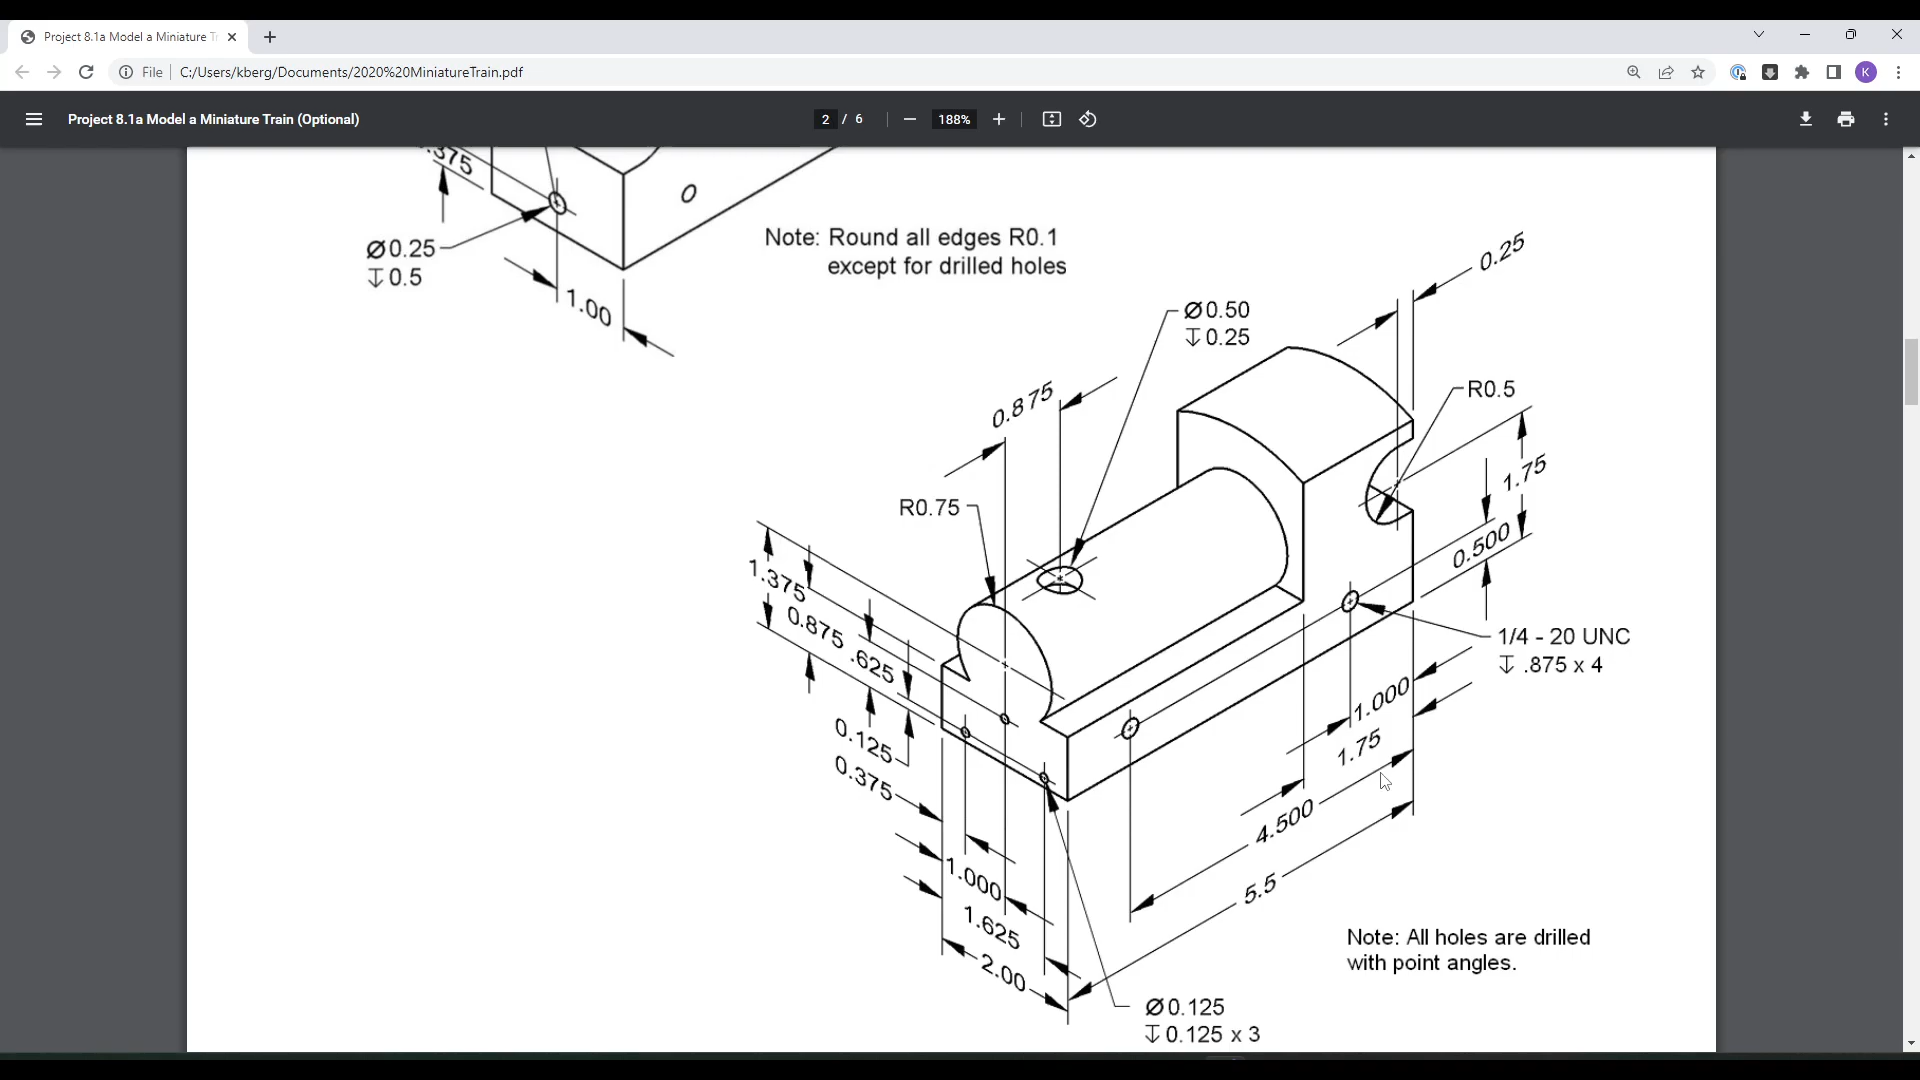 Project 8.1a Model a Miniature Tr
File
C:/Users/kberg/Documents/2020%20MiniatureTrain.pdf
K
Project 8.1a Model a Miniature Train (Optional)
2 / 6
188%
.375
Ø0.25
↧0.5
1.00
Note: Round all edges R0.1
except for drilled holes
0.25
Ø0.50
↧0.25
R0.5
0.875
1.75
R0.75
0.500
1.375
0.875
.625
1/4 - 20 UNC
↧ .875 x 4
0.125
0.375
1.000
1.75
4.500
5.5
1.000
1.625
2.00
Note: All holes are drilled
with point angles.
Ø0.125
↧0.125 x 3